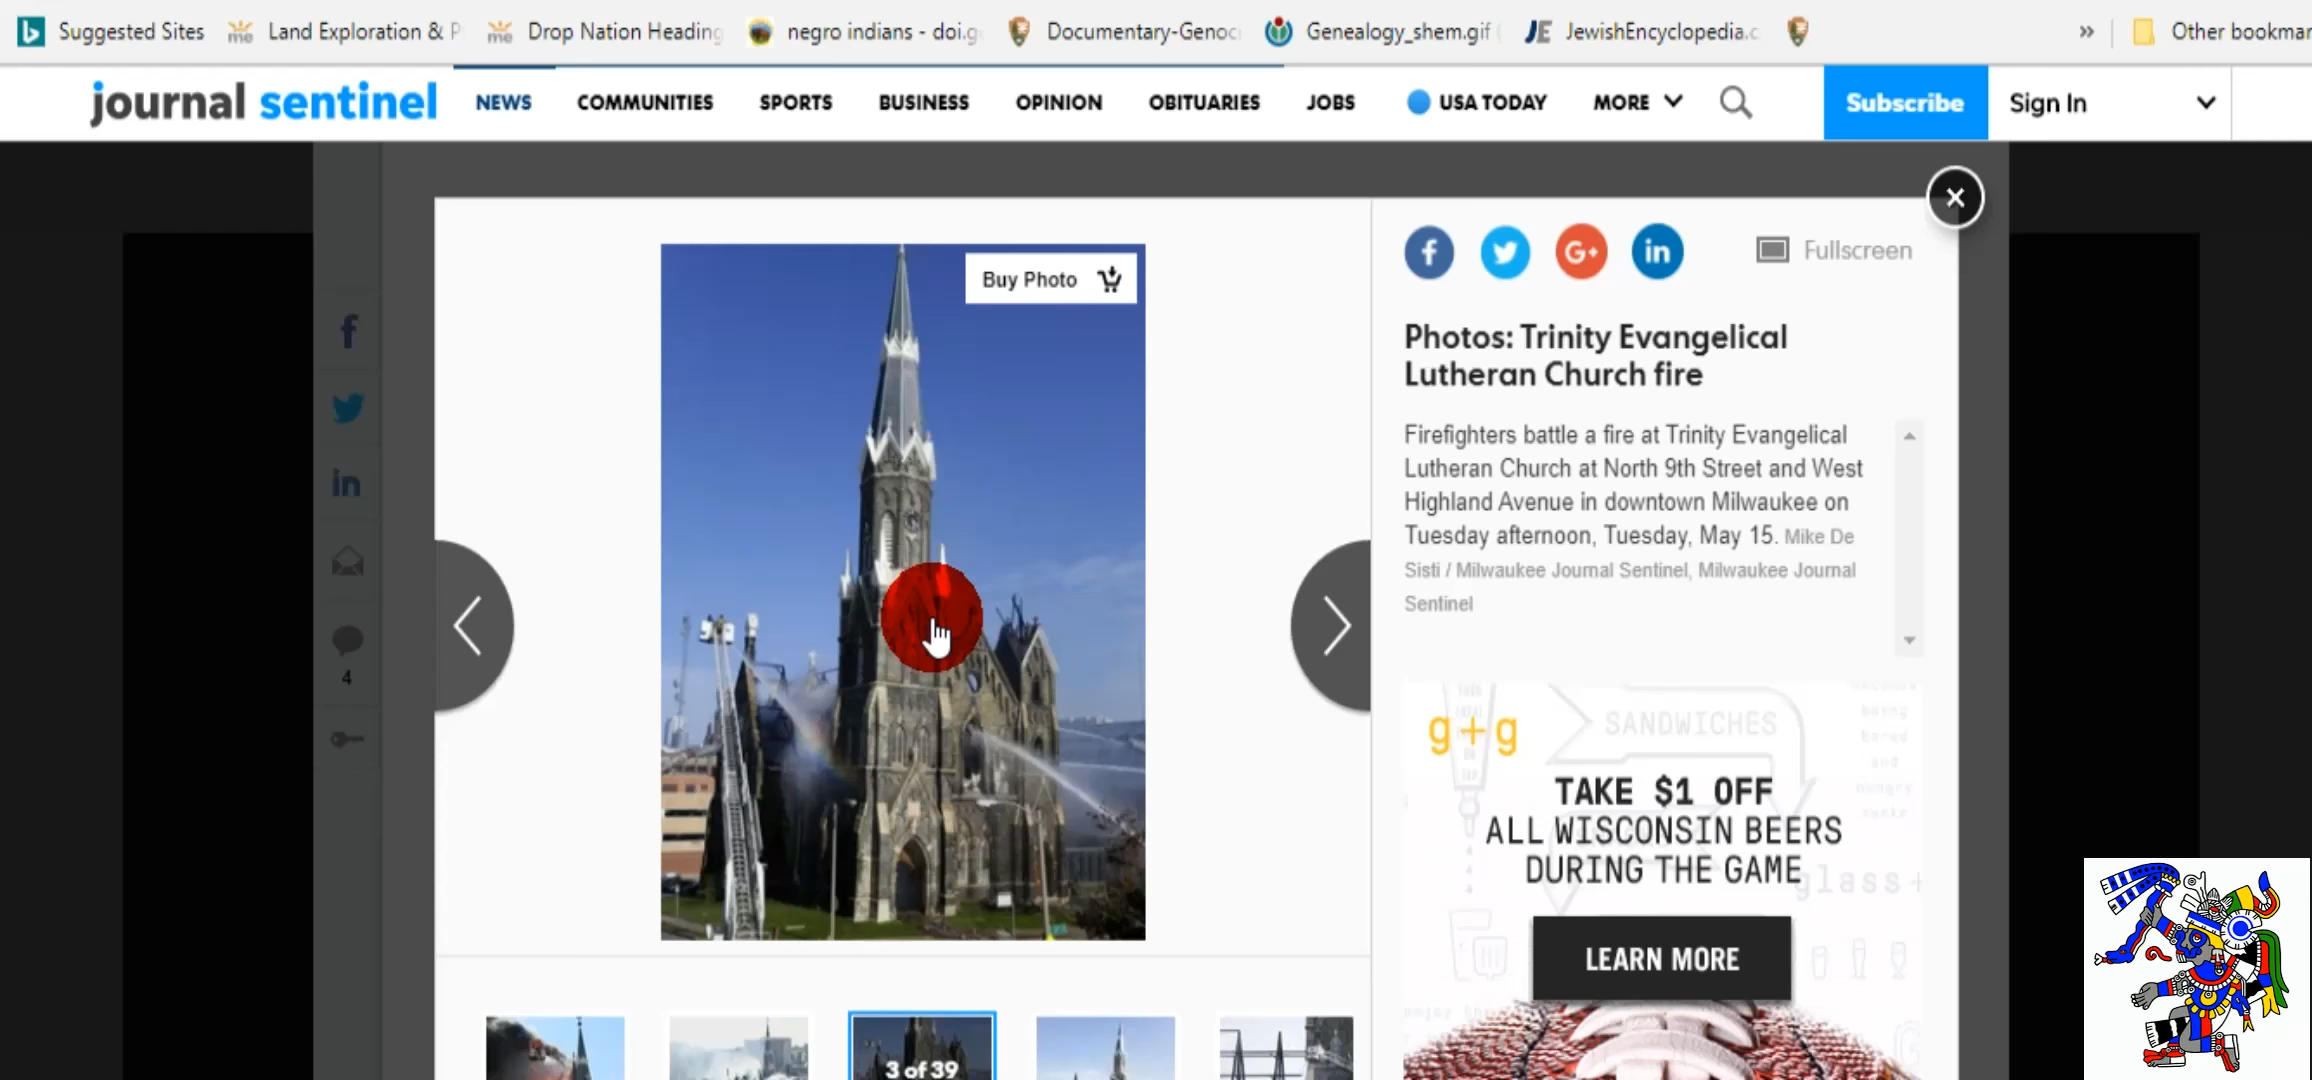 Suggested Sites Land Exploration & P Drop Nation Heading negro indians - doi.g Documentary-Genoc Genealogy_shem.gif JewishEncyclopedia.c » Other bookmar
journal sentinel NEWS COMMUNITIES SPORTS BUSINESS OPINION OBITUARIES JOBS USA TODAY MORE Subscribe Sign In
Buy Photo
Fullscreen
Photos: Trinity Evangelical
Lutheran Church fire
Firefighters battle a fire at Trinity Evangelical
Lutheran Church at North 9th Street and West
Highland Avenue in downtown Milwaukee on
Tuesday afternoon, Tuesday, May 15. Mike De
Sisti / Milwaukee Journal Sentinel, Milwaukee Journal
Sentinel
4
g+g
SANDWICHES
TAKE $1 OFF
ALL WISCONSIN BEERS
DURING THE GAME
glass+
LEARN MORE
3 of 39